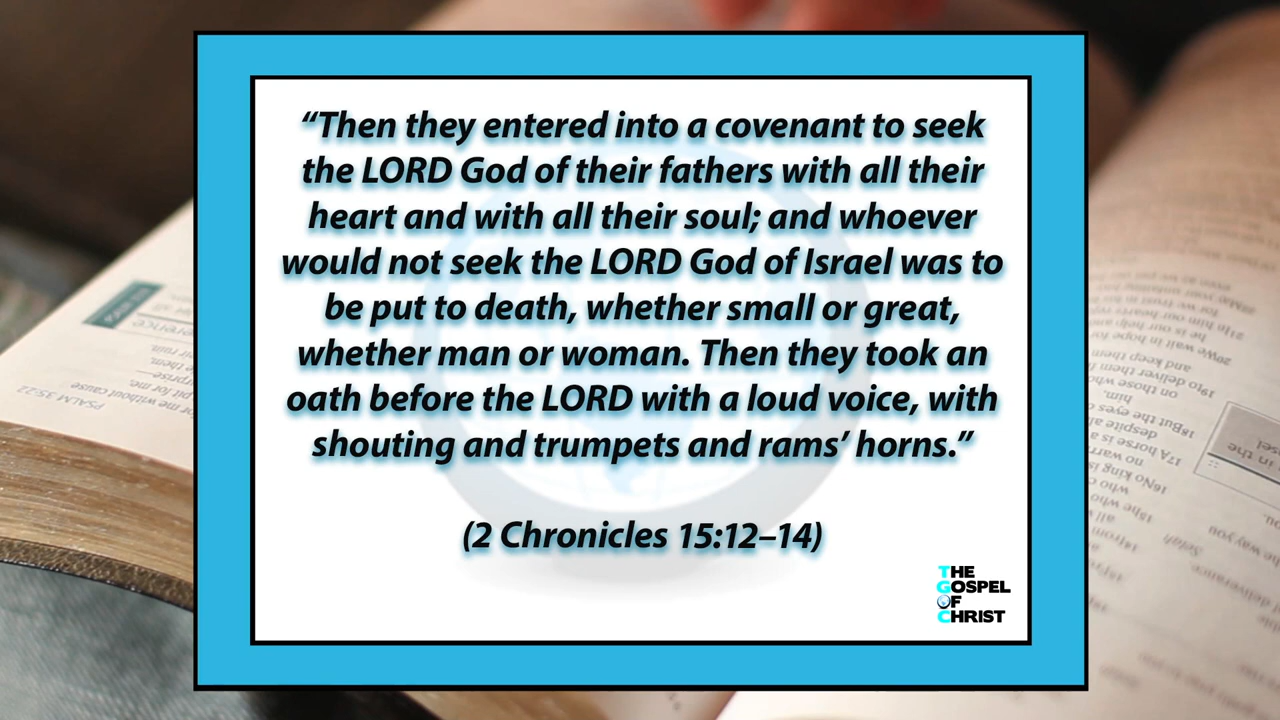 “Then they entered into a covenant to seek
the LORD God of their fathers with all their
heart and with all their soul; and whoever
would not seek the LORD God of Israel was to
be put to death, whether small or great,
whether man or woman. Then they took an
oath before the LORD with a loud voice, with
shouting and trumpets and rams’ horns.”
(2 Chronicles 15:12–14)
THE
GOSPEL
OF
CHRIST
PSALM 35:22